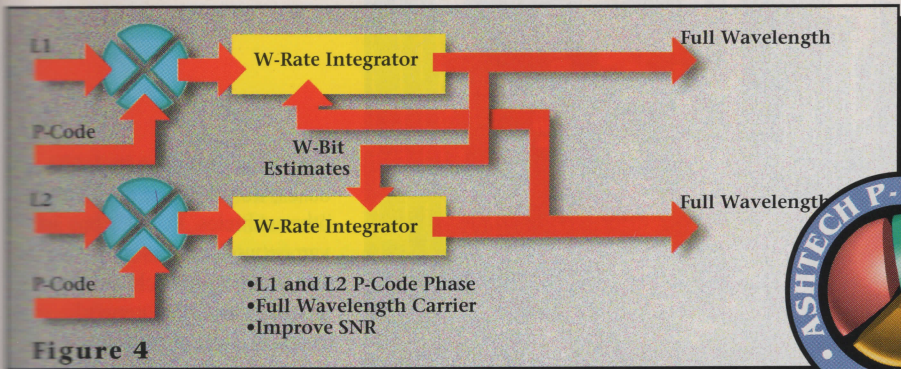 L1
W-Rate Integrator
Full Wavelength
P-Code
W-Bit
Estimates
L2
W-Rate Integrator
Full Wavelength
P-Code
•L1 and L2 P-Code Phase
•Full Wavelength Carrier
•Improve SNR
Figure 4
• ASHTECH P-